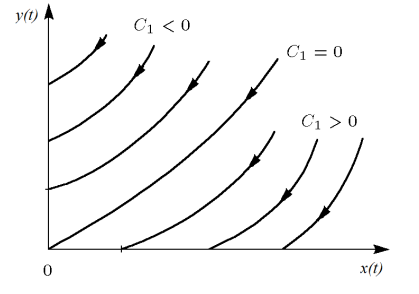 y(t)
C₁ < 0
C₁ = 0
C₁ > 0
0
x(t)